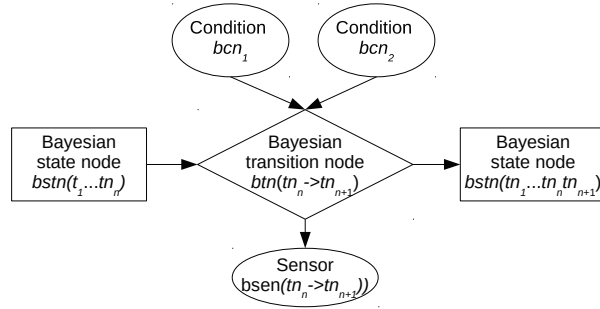 Condition
bcn₁
Condition
bcn₂
Bayesian
state node
bstn(t₁...tnₙ)
Bayesian
transition node
btn(tnₙ->tnₙ₊₁)
Bayesian
state node
bstn(tn₁...tnₙtnₙ₊₁)
Sensor
bsen(tnₙ->tnₙ₊₁))